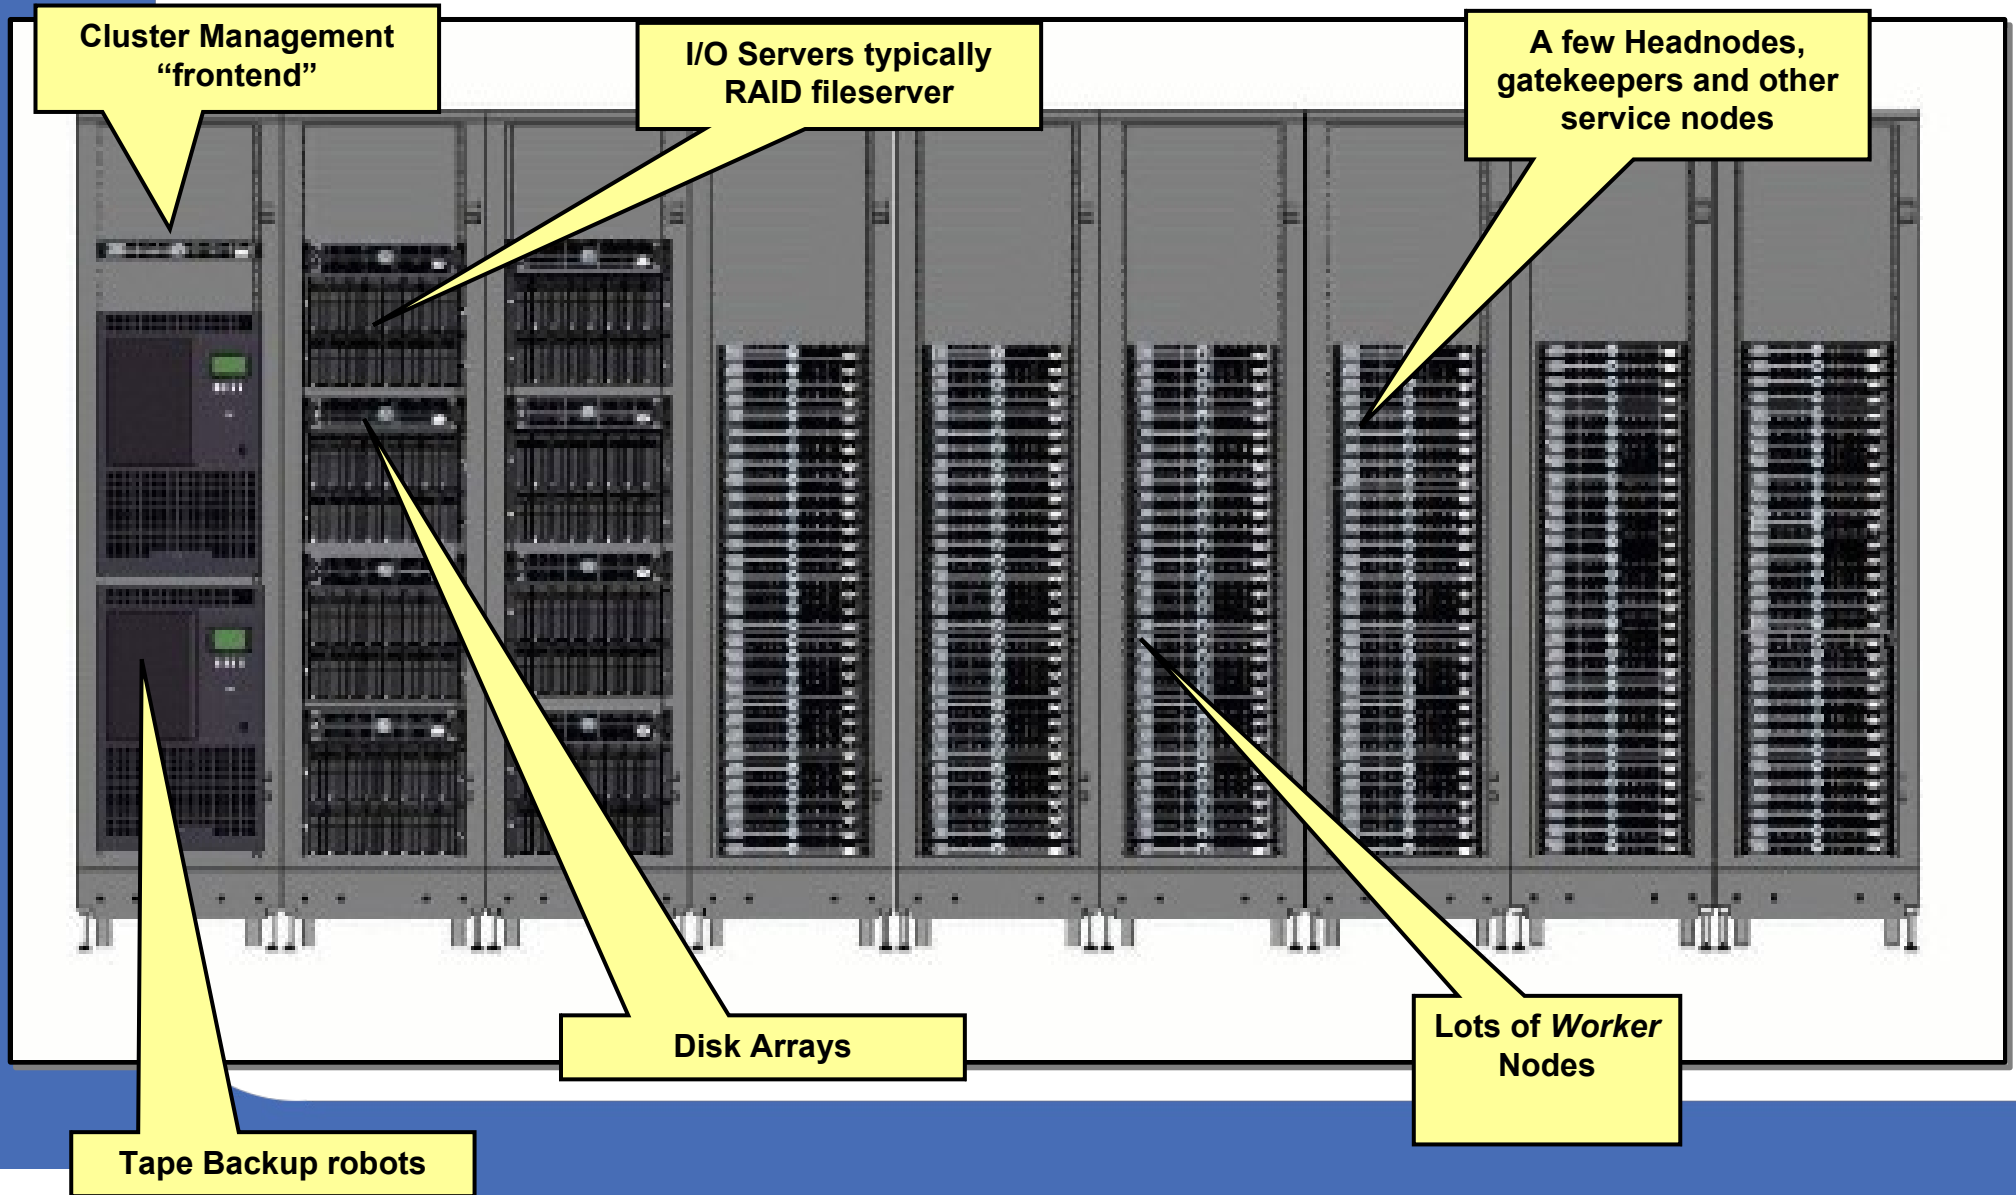 Cluster Management
“frontend”
I/O Servers typically
RAID fileserver
A few Headnodes,
gatekeepers and other
service nodes
Disk Arrays
Lots of Worker
Nodes
Tape Backup robots